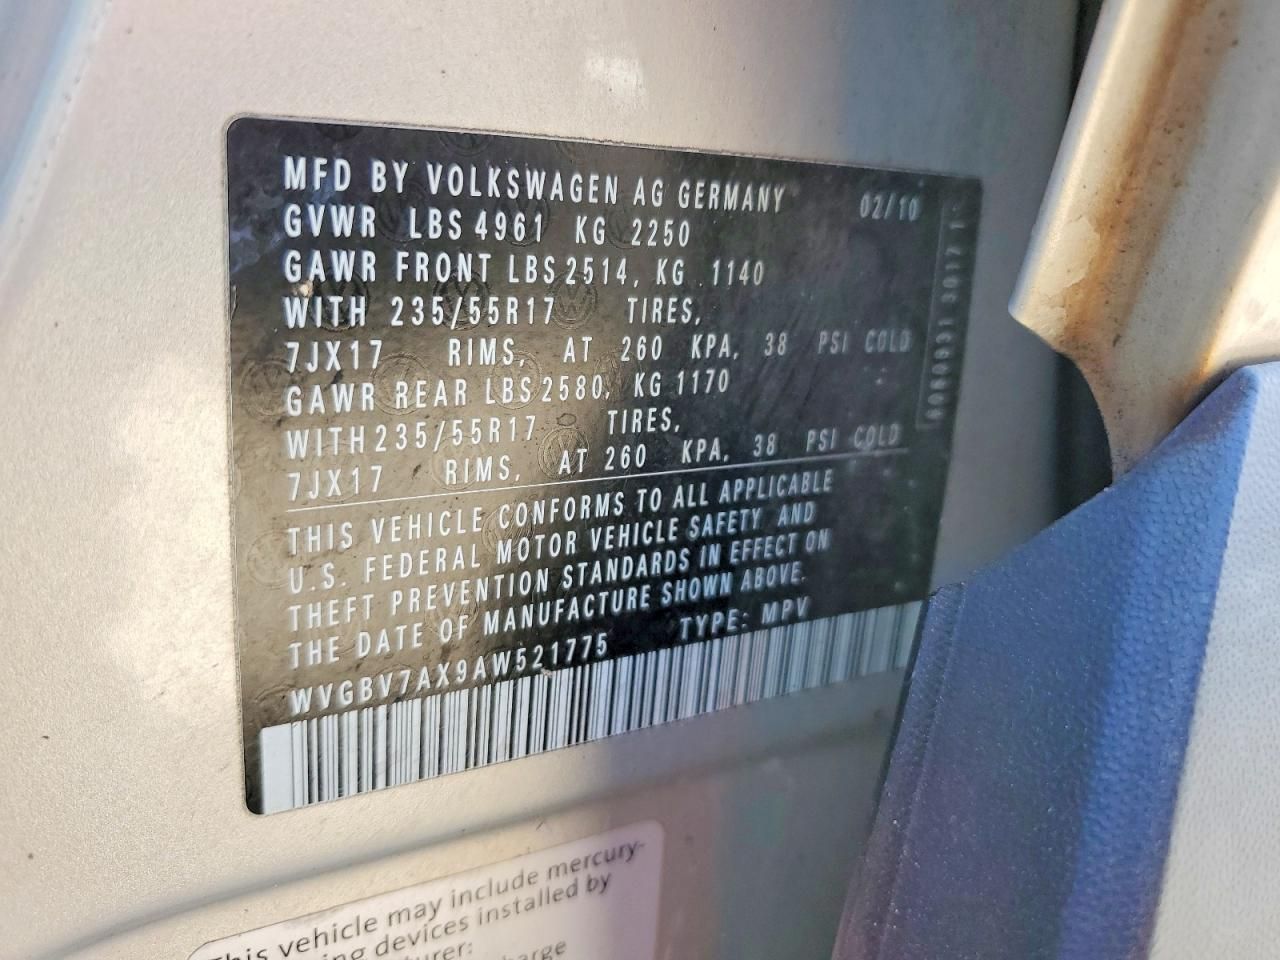 MFD BY VOLKSWAGEN AG GERMANY 02/10
GVWR LBS 4961 KG 2250
GAWR FRONT LBS 2514, KG 1140
WITH 235/55R17 TIRES,
7JX17 RIMS, AT 260 KPA, 38 PSI COLD
GAWR REAR LBS 2580, KG 1170
WITH 235/55R17 TIRES,
7JX17 RIMS, AT 260 KPA, 38 PSI COLD
THIS VEHICLE CONFORMS TO ALL APPLICABLE
U.S. FEDERAL MOTOR VEHICLE SAFETY AND
THEFT PREVENTION STANDARDS IN EFFECT ON
THE DATE OF MANUFACTURE SHOWN ABOVE.
WVGBV7AX9AW521775 TYPE: MPV
This vehicle may include mercury-
devices installed by